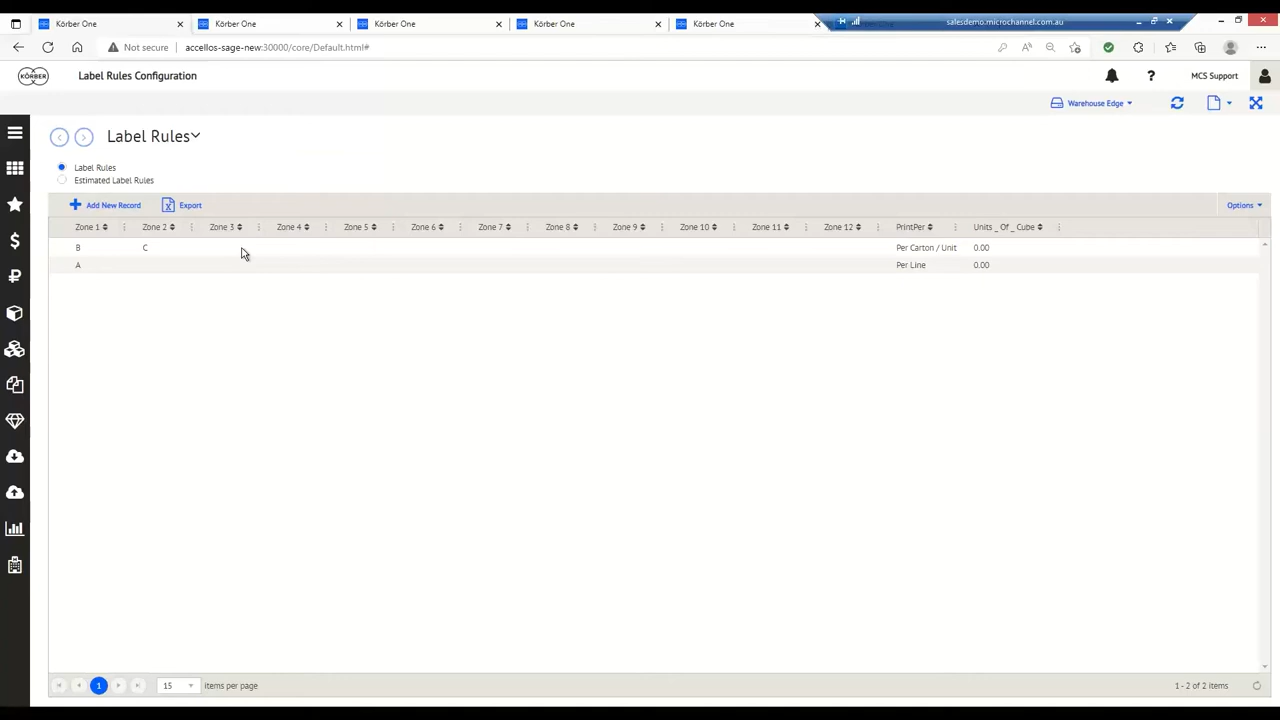 Körber One
Körber One
Körber One
Körber One
Körber One
salesdemo.microchannel.com.au
Not secure
accellos-sage-new:30000/core/Default.html#
KÖRBER
Label Rules Configuration
MCS Support
Warehouse Edge
Label Rules
Label Rules
Estimated Label Rules
Add New Record
Export
Options
Zone 1 Zone 2 Zone 3 Zone 4 Zone 5 Zone 6 Zone 7 Zone 8 Zone 9 Zone 10 Zone 11 Zone 12 PrintPer Units _ Of _ Cube
B C Per Carton / Unit 0.00
A Per Line 0.00
1 15 items per page 1 - 2 of 2 items